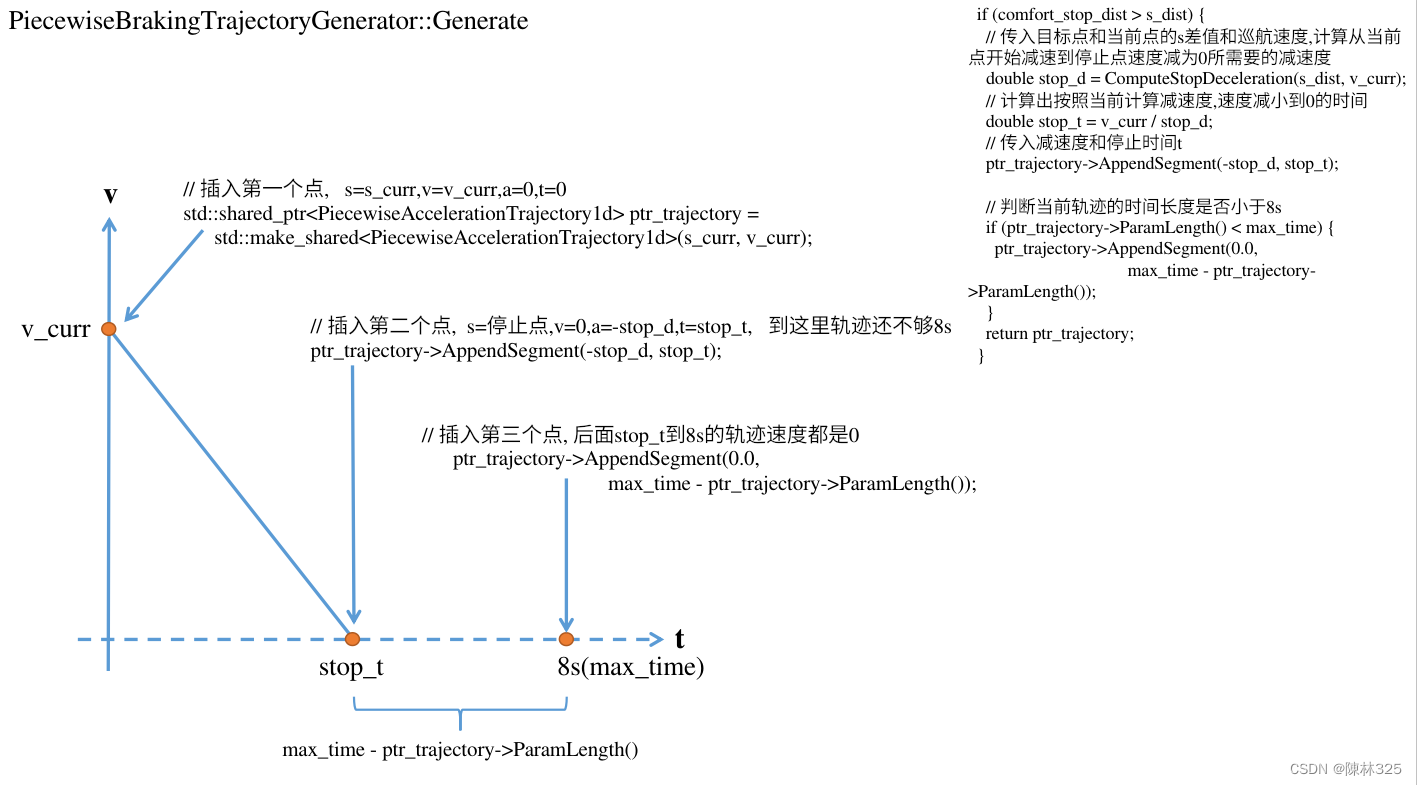 PiecewiseBrakingTrajectoryGenerator::Generate
if (comfort_stop_dist > s_dist) {
// 传入目标点和当前点的s差值和巡航速度,计算从当前
点开始减速到停止点速度减为0所需要的减速度
double stop_d = ComputeStopDeceleration(s_dist, v_curr);
// 计算出按照当前计算减速度,速度减小到0的时间
double stop_t = v_curr / stop_d;
// 传入减速度和停止时间t
ptr_trajectory->AppendSegment(-stop_d, stop_t);
// 判断当前轨迹的时间长度是否小于8s
if (ptr_trajectory->ParamLength() < max_time) {
ptr_trajectory->AppendSegment(0.0,
max_time - ptr_trajectory-
>ParamLength());
}
return ptr_trajectory;
}
v
// 插入第一个点, s=s_curr,v=v_curr,a=0,t=0
std::shared_ptr<PiecewiseAccelerationTrajectory1d> ptr_trajectory =
std::make_shared<PiecewiseAccelerationTrajectory1d>(s_curr, v_curr);
v_curr
// 插入第二个点, s=停止点,v=0,a=-stop_d,t=stop_t, 到这里轨迹还不够8s
ptr_trajectory->AppendSegment(-stop_d, stop_t);
// 插入第三个点, 后面stop_t到8s的轨迹速度都是0
ptr_trajectory->AppendSegment(0.0,
max_time - ptr_trajectory->ParamLength());
t
stop_t
8s(max_time)
max_time - ptr_trajectory->ParamLength()
CSDN @陳林325